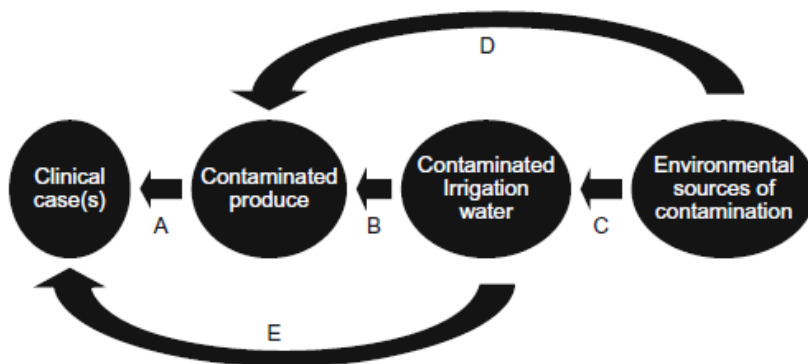 D
Clinical
case(s)
Contaminated
produce
Contaminated
Irrigation
water
Environmental
sources of
contamination
A
B
C
E